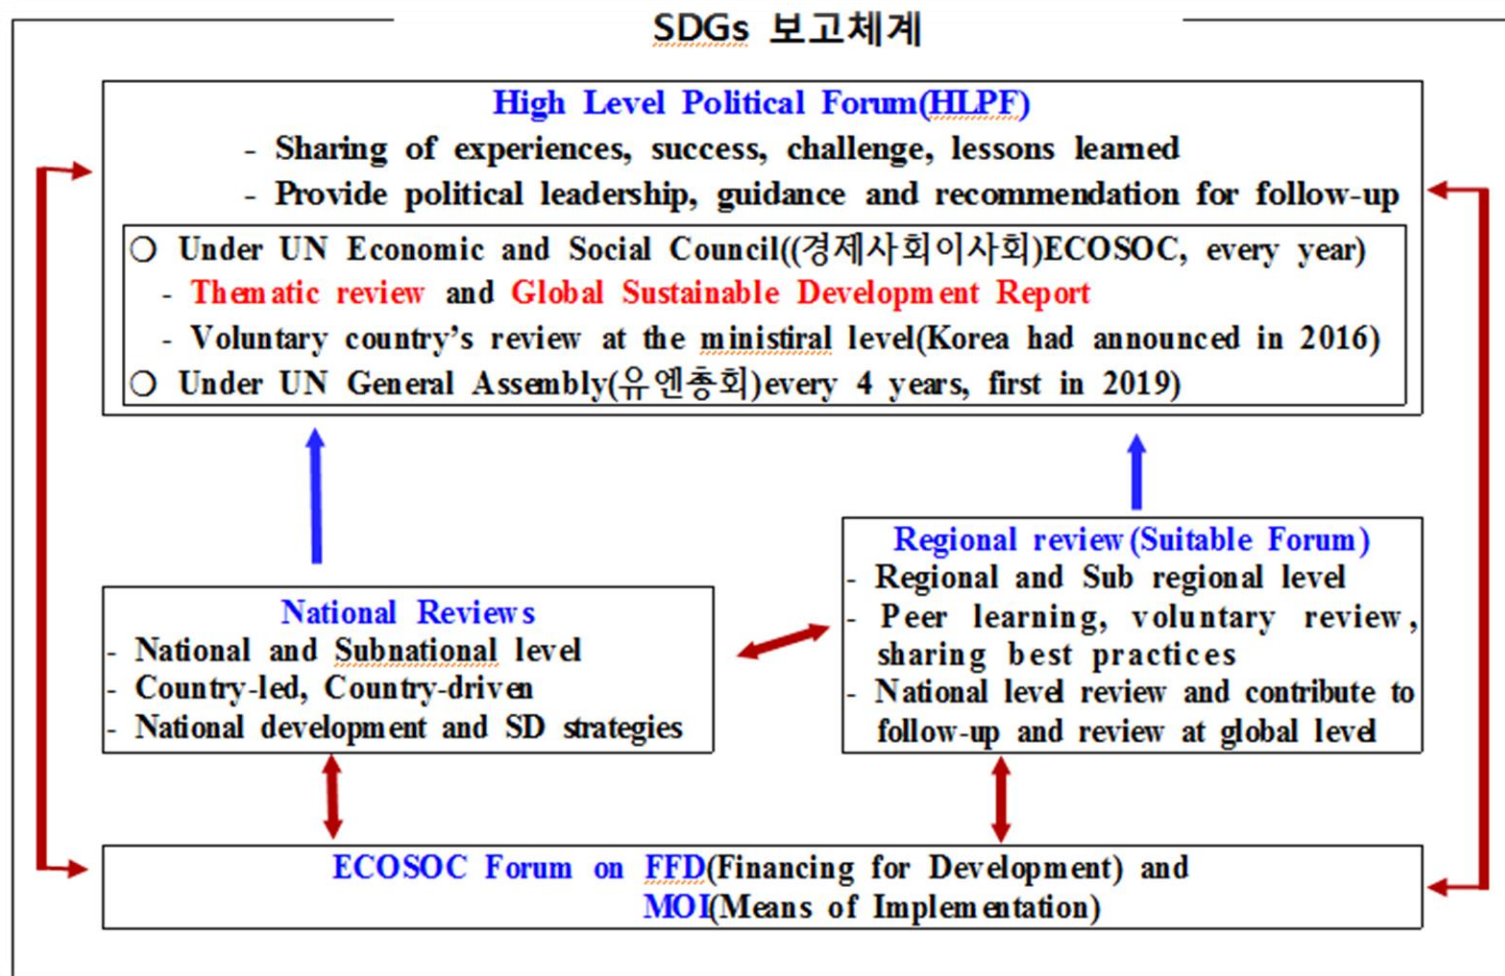 SDGs 보고체계
High Level Political Forum(HLPF)
- Sharing of experiences, success, challenge, lessons learned
- Provide political leadership, guidance and recommendation for follow-up
❍ Under UN Economic and Social Council((경제사회이사회)ECOSOC, every year)
- Thematic review and Global Sustainable Development Report
- Voluntary country's review at the ministiral level(Korea had announced in 2016)
❍ Under UN General Assembly(유엔총회)every 4 years, first in 2019)
National Reviews
- National and Subnational level
- Country-led, Country-driven
- National development and SD strategies
Regional review(Suitable Forum)
- Regional and Sub regional level
- Peer learning, voluntary review,
sharing best practices
- National level review and contribute to
follow-up and review at global level
ECOSOC Forum on FFD(Financing for Development) and
MOI(Means of Implementation)